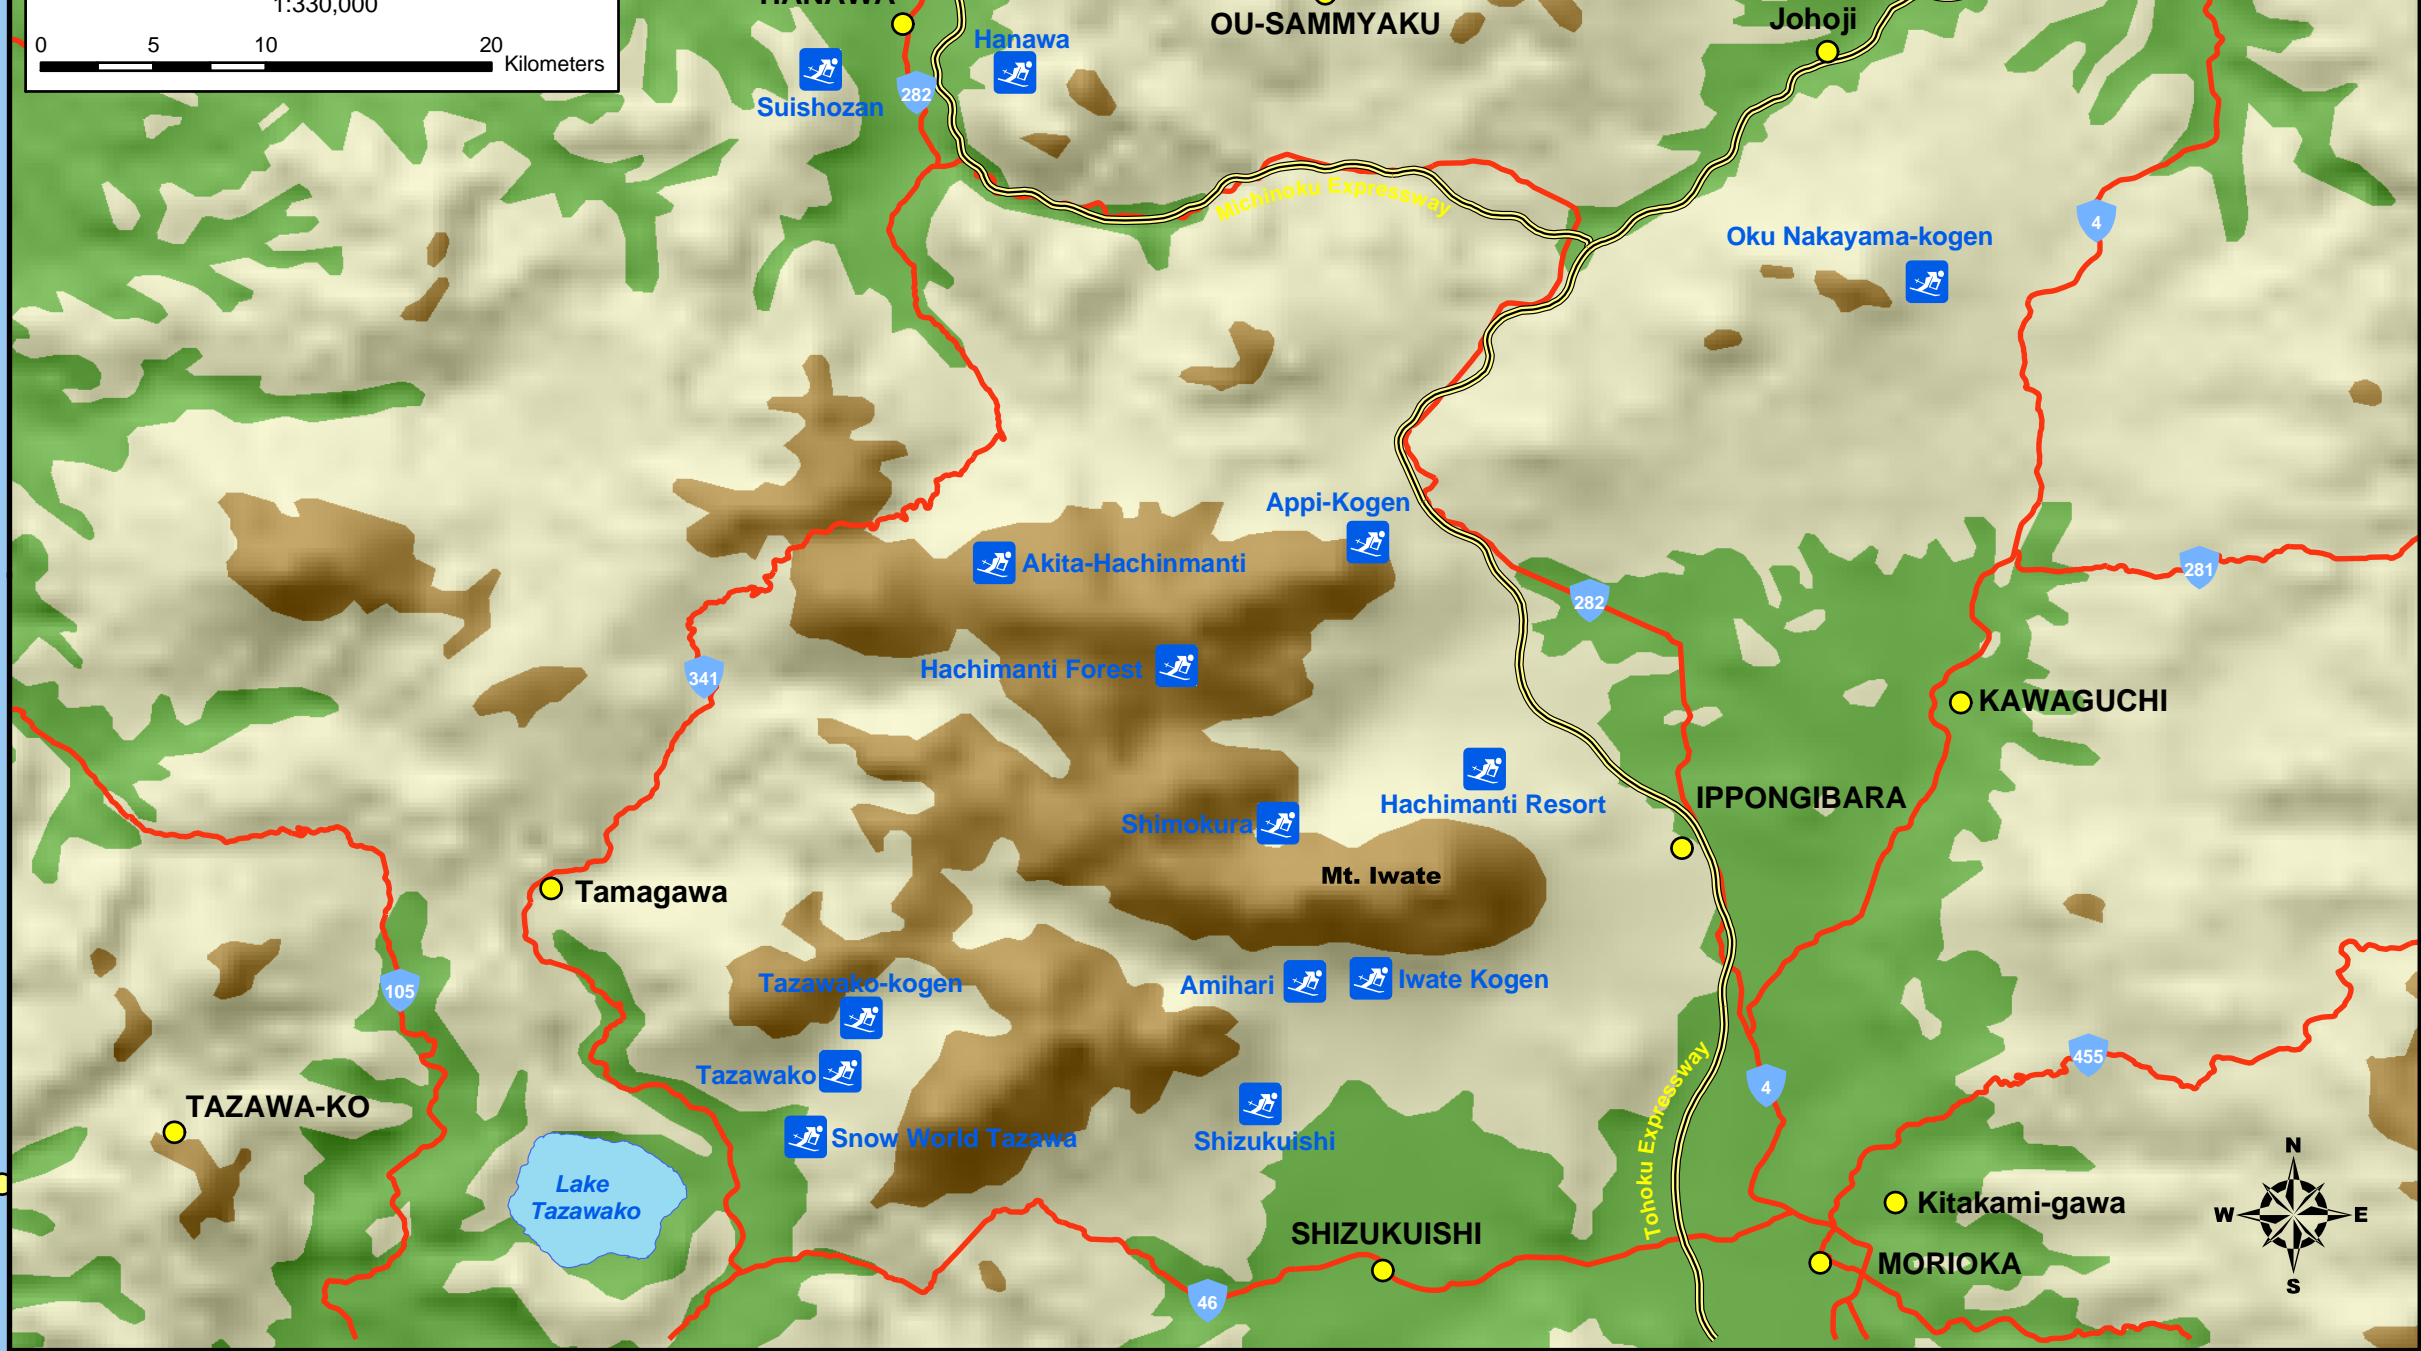 1:330,000
0 5 10 20
Kilometers
HANAWA
OU-SAMMYAKU
Johoji
Hanawa
Suishozan
282
Michinoku Expressway
4
Oku Nakayama-kogen
Appi-Kogen
Akita-Hachinmanti
281
282
Hachimanti Forest
341
KAWAGUCHI
Hachimanti Resort
IPPONGIBARA
Shimokura
Mt. Iwate
Tamagawa
Tazawako-kogen
Amihari
Iwate Kogen
105
Tazawako
455
4
Tohoku Expressway
TAZAWA-KO
Snow World Tazawa
Shizukuishi
Lake
Tazawako
N
W E
S
Kitakami-gawa
SHIZUKUISHI
MORIOKA
46